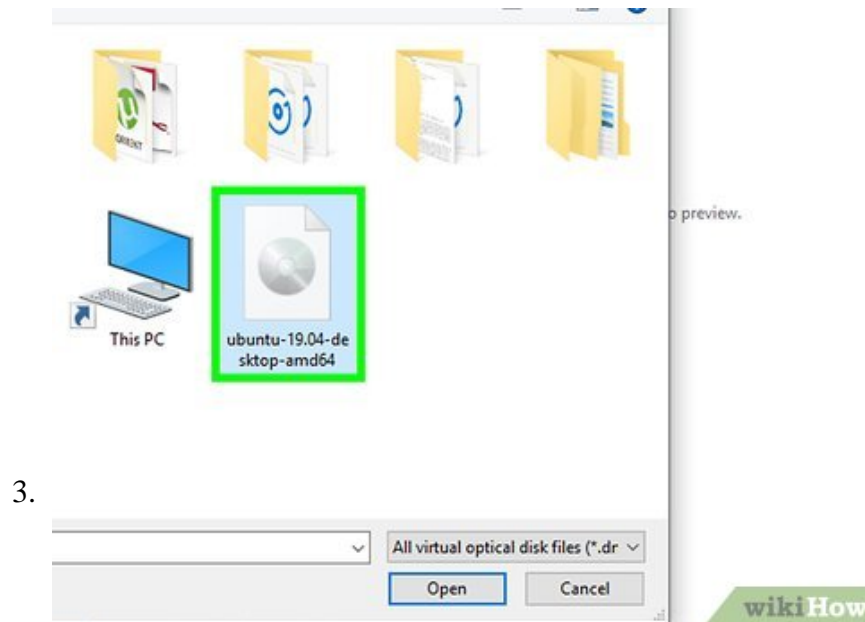 o preview.
This PC
ubuntu-19.04-de
sktop-amd64
3.
All virtual optical disk files (*.dr
Open
Cancel
wikiHow